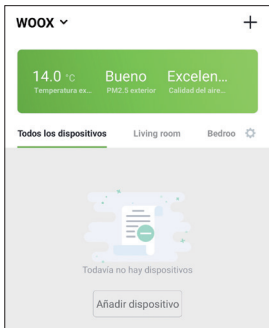 WOOX
14.0 °C Bueno Excelen...
Temperatura ex... PM2.5 exterior Calidad del aire...
Todos los dispositivos Living room Bedroo
Todavía no hay dispositivos
Añadir dispositivo